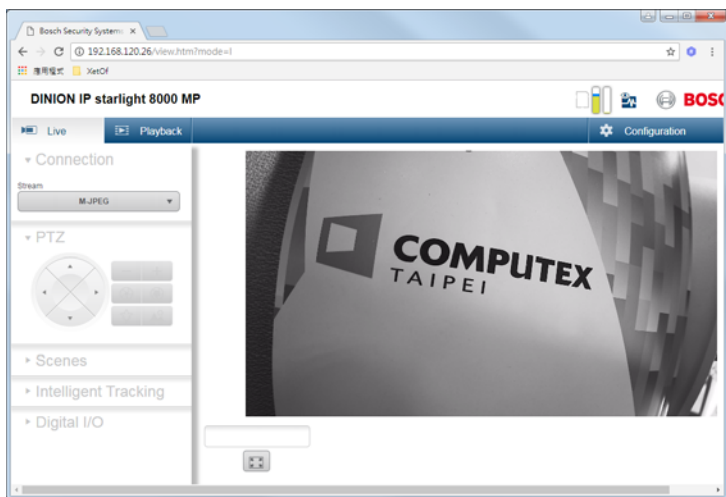 Bosch Security Systems
192.168.120.26/view.htm?mode=l
應用程式 XetOf
DINION IP starlight 8000 MP
BOSC
Live Playback Configuration
Connection
Stream
M-JPEG
PTZ
COMPUTEX
TAIPEI
Scenes
Intelligent Tracking
Digital I/O